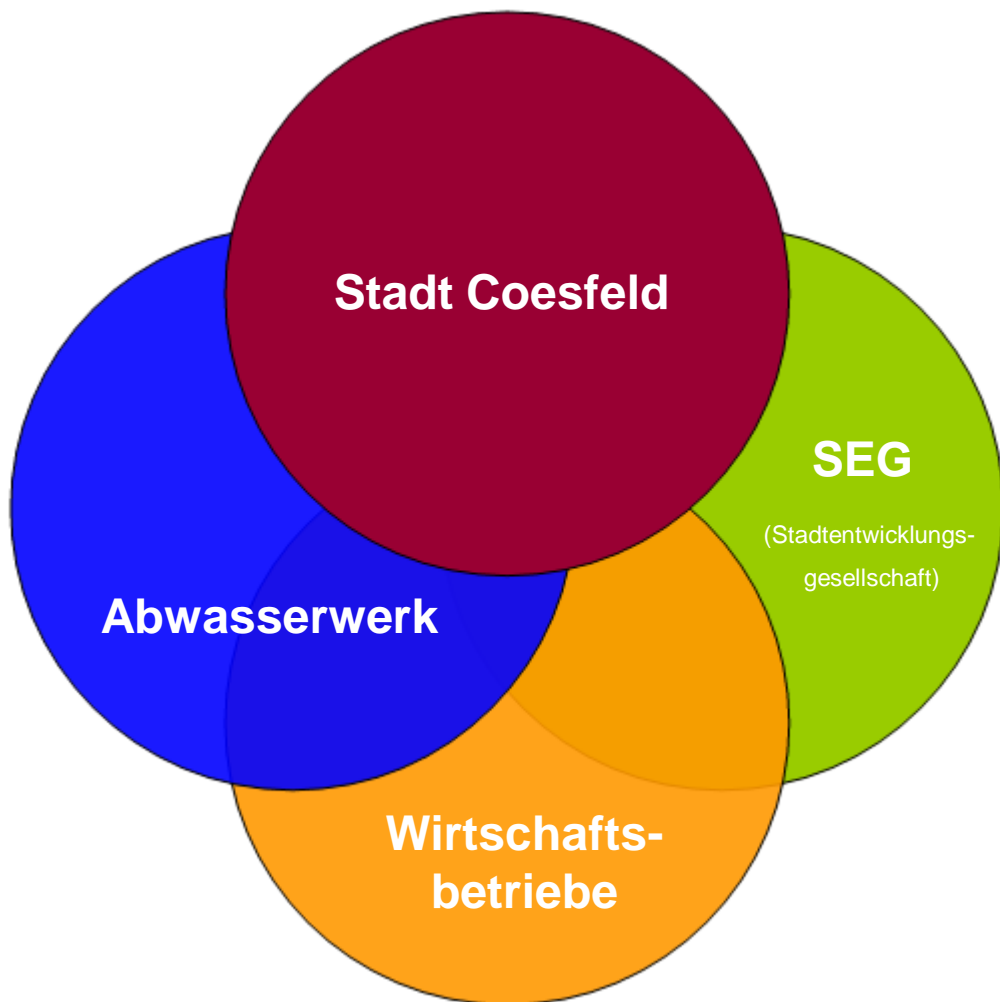 Stadt Coesfeld
SEG
(Stadtentwicklungs-
gesellschaft)
Abwasserwerk
Wirtschafts-
betriebe